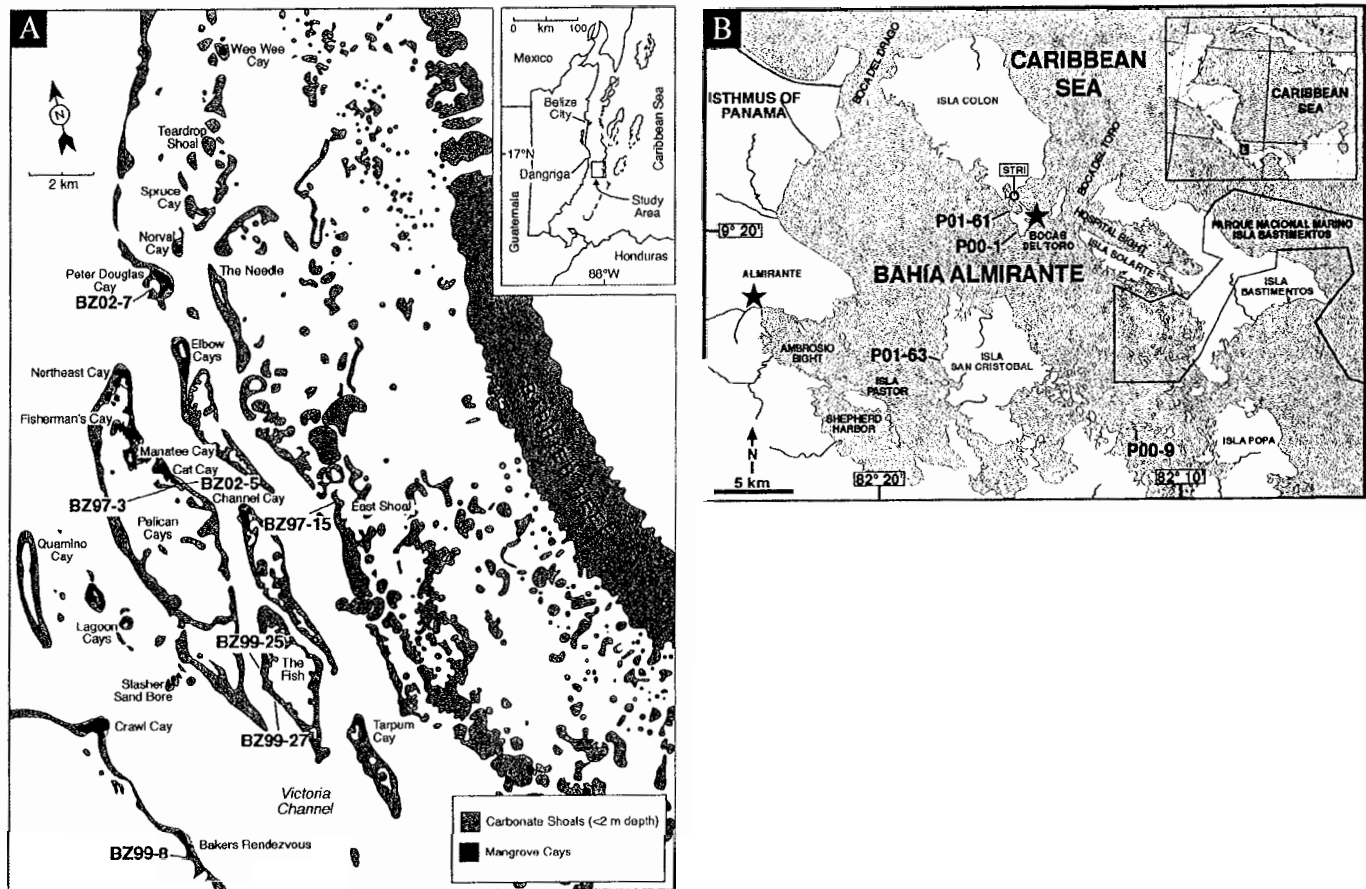 A
Wee Wee
Cay
N
2 km
Teardrop
Shoal
Spruce
Cay
Norval
Cay
Peter Douglas
Cay
BZ02-7
The Needle
Elbow
Cays
Northeast Cay
Fisherman's Cay
Manatee Cay
Cat Cay
BZ02-5
BZ97-3
Channel Cay
BZ97-15
East Shoal
Pelican
Cays
Quamino
Cay
Lagoon
Cays
BZ99-25
The
Fish
Slasher
Sand Bore
Crawl Cay
BZ99-27
Tarpum
Cay
Victoria
Channel
Bakers Rendezvous
BZ99-8
Carbonate Shoals (<2 m depth)
Mangrove Cays
0 km 100
Mexico
Belize
City
Caribbean Sea
17°N
Dangriga
Study
Area
Guatemala
Honduras
88°W
B
BOCA DEL DRAGO
CARIBBEAN
SEA
ISLA COLON
ISTHMUS OF
PANAMA
CARIBBEAN
SEA
BOCA DEL TORO
STRI
P01-61
P00-1
BOCAS
DEL TORO
9° 20'
HOSPITAL BIGHT
ISLA SOLARTE
PARQUE NACIONAL MARINO
ISLA BASTIMENTOS
BAHÍA ALMIRANTE
ALMIRANTE
ISLA
BASTIMENTOS
AMBROSIO
BIGHT
P01-63
ISLA
SAN CRISTOBAL
ISLA
PASTOR
SHEPHERD
HARBOR
N
5 km
82° 20'
P00-9
82° 10'
ISLA POPA